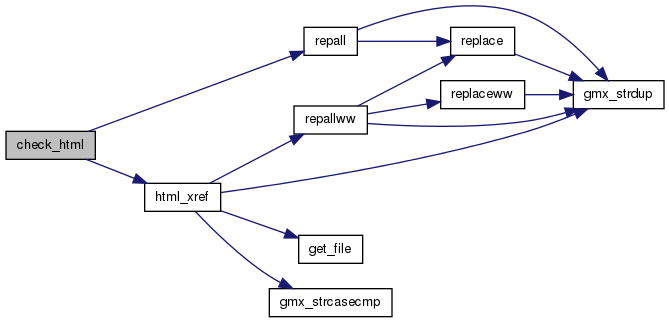 repall
replace
replaceww
gmx_strdup
repallww
check_html
html_xref
get_file
gmx_strcasecmp